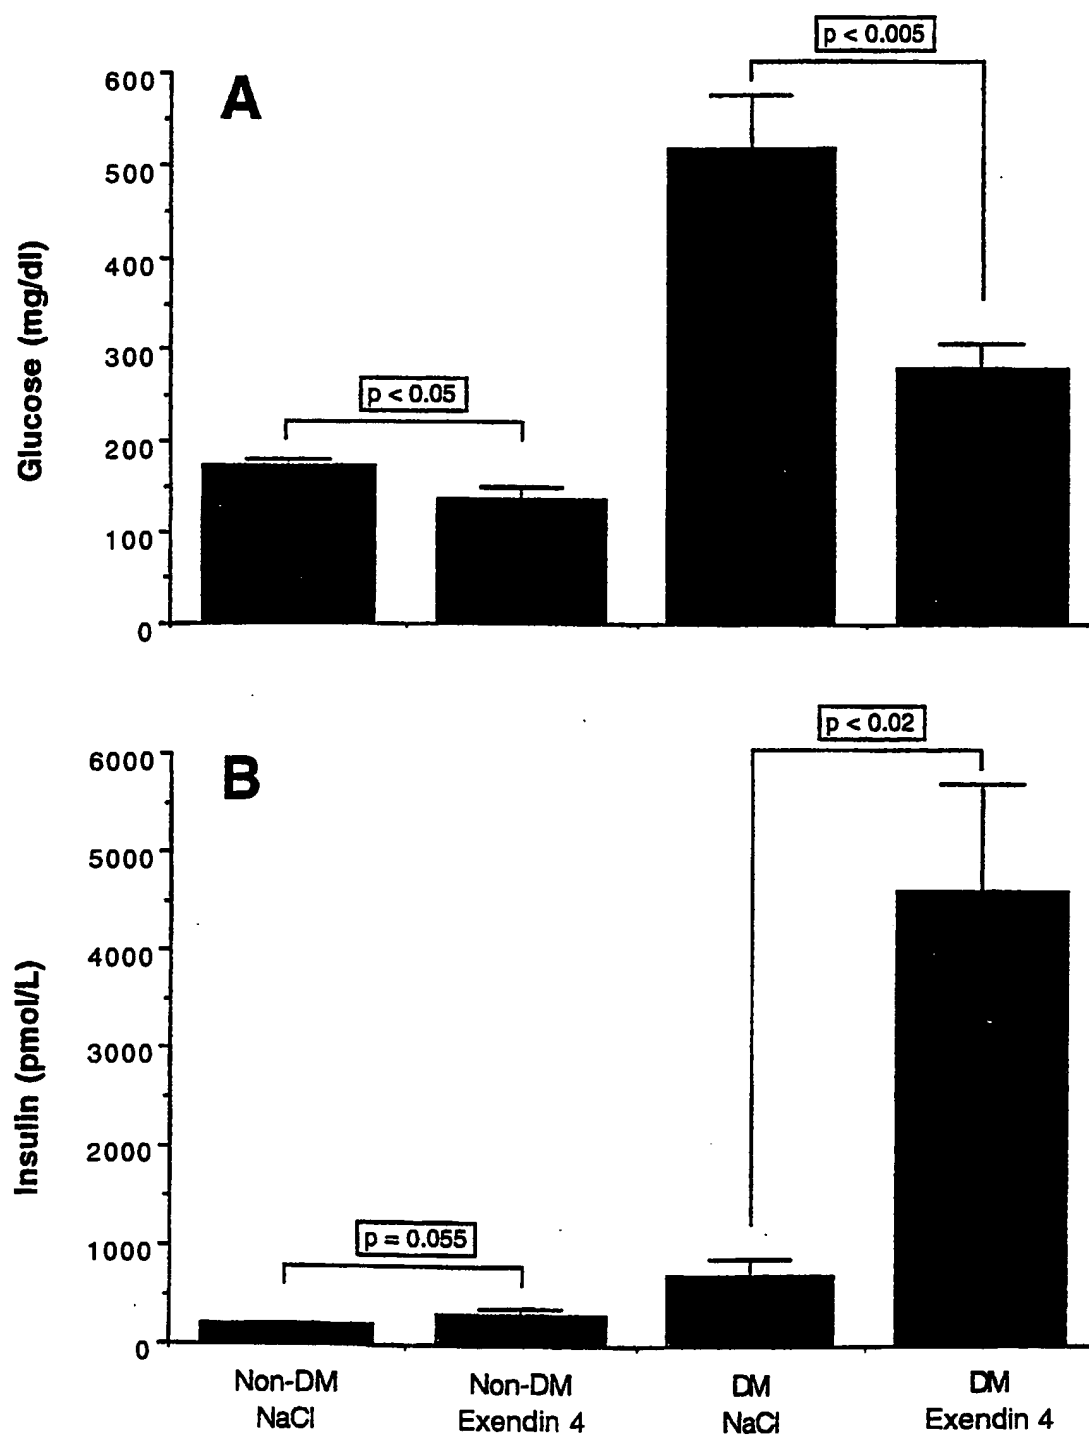 p < 0.005
A
600
500
400
300
200
100
0
Glucose (mg/dl)
p < 0.05
p < 0.02
B
6000
5000
4000
3000
2000
1000
0
Insulin (pmol/L)
p = 0.055
Non-DM
NaCl
Non-DM
Exendin 4
DM
NaCl
DM
Exendin 4